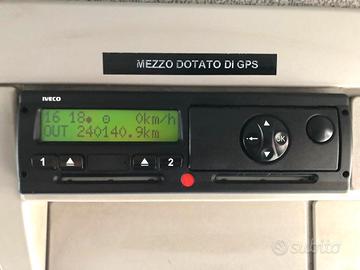 MEZZO DOTATO DI GPS
IVECO
16 18 0km/h
OUT 240140.9km
1 2
OK
subito